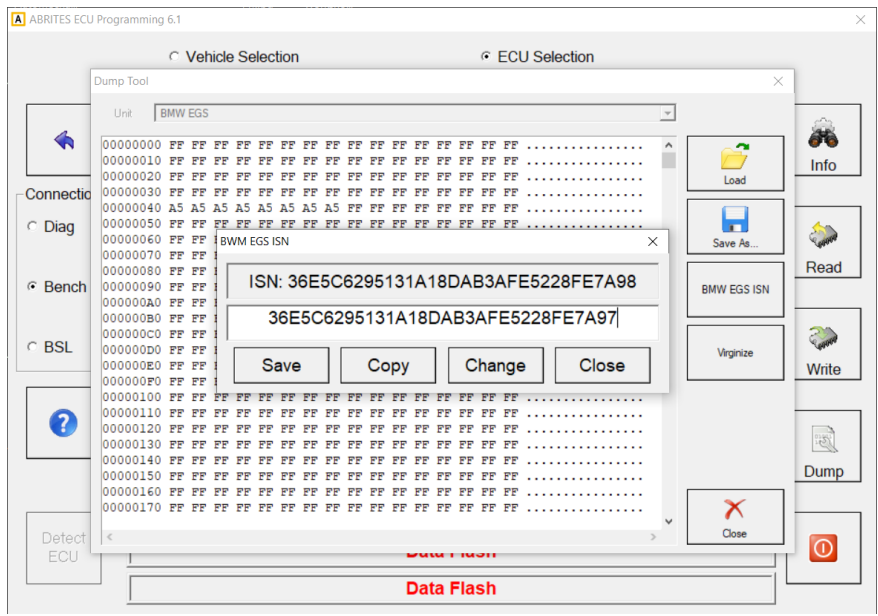 A ABRITES ECU Programming 6.1
Vehicle Selection
ECU Selection
Dump Tool
Unit BMW EGS
00000000 FF FF FF FF FF FF FF FF FF FF FF FF FF FF FF FF ................
00000010 FF FF FF FF FF FF FF FF FF FF FF FF FF FF FF FF ................
00000020 FF FF FF FF FF FF FF FF FF FF FF FF FF FF FF FF ................
00000030 FF FF FF FF FF FF FF FF FF FF FF FF FF FF FF FF ................
00000040 A5 A5 A5 A5 A5 A5 A5 A5 FF FF FF FF FF FF FF FF ................
00000050 FF FF FF FF FF FF FF FF FF FF FF FF FF FF FF FF ................
00000060 FF FF
00000070 FF FF
00000080 FF FF
00000090 FF FF
000000A0 FF FF
000000B0 FF FF
000000C0 FF FF
000000D0 FF FF
000000E0 FF FF
000000F0 FF FF
00000100 FF FF FF FF FF FF FF FF FF FF FF FF FF FF FF FF ................
00000110 FF FF FF FF FF FF FF FF FF FF FF FF FF FF FF FF ................
00000120 FF FF FF FF FF FF FF FF FF FF FF FF FF FF FF FF ................
00000130 FF FF FF FF FF FF FF FF FF FF FF FF FF FF FF FF ................
00000140 FF FF FF FF FF FF FF FF FF FF FF FF FF FF FF FF ................
00000150 FF FF FF FF FF FF FF FF FF FF FF FF FF FF FF FF ................
00000160 FF FF FF FF FF FF FF FF FF FF FF FF FF FF FF FF ................
00000170 FF FF FF FF FF FF FF FF FF FF FF FF FF FF FF FF ................
BWM EGS ISN
ISN: 36E5C6295131A18DAB3AFE5228FE7A98
36E5C6295131A18DAB3AFE5228FE7A97
Save
Copy
Change
Close
Load
Save As...
BMW EGS ISN
Virginize
Close
Connectio
Diag
Bench
BSL
Detect
ECU
Info
Read
Write
Dump
Data Flash
Data Flash